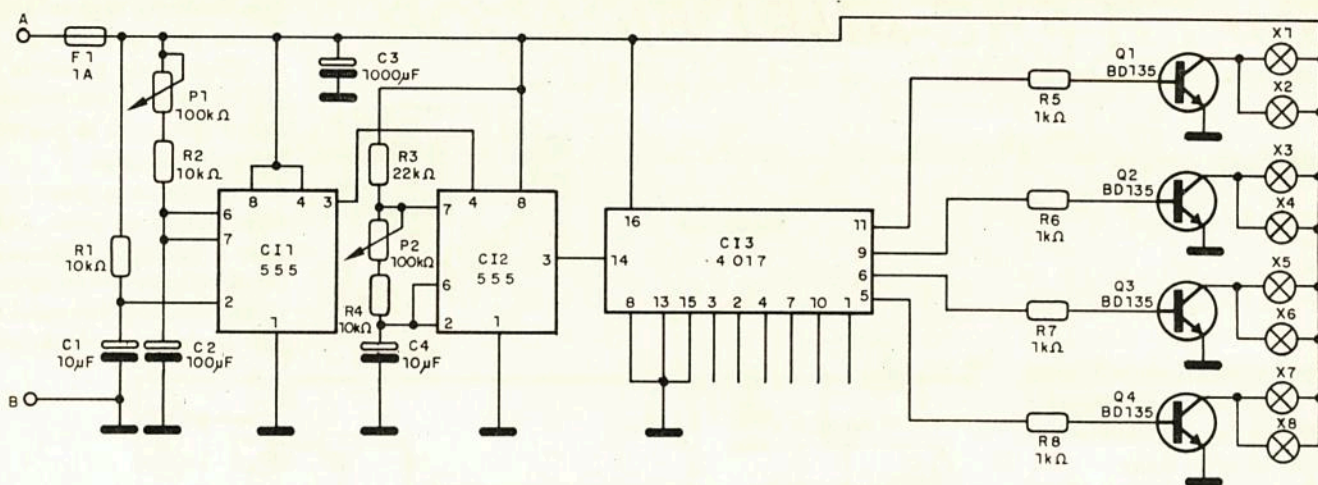 A
F1
1A
P1
100kΩ
R2
10kΩ
R1
10kΩ
C1
10µF
C2
100µF
B
8 4 3
6
7
2
CI1
555
1
C3
1000µF
R3
22kΩ
P2
100kΩ
R4
10kΩ
C4
10µF
4 8
7
6
2
CI2
555
3
1
16
14
CI3
4017
11
9
6
5
8 13 15 3 2 4 7 10 1
R5
1kΩ
R6
1kΩ
R7
1kΩ
R8
1kΩ
Q1
BD135
Q2
BD135
Q3
BD135
Q4
BD135
X1
X2
X3
X4
X5
X6
X7
X8